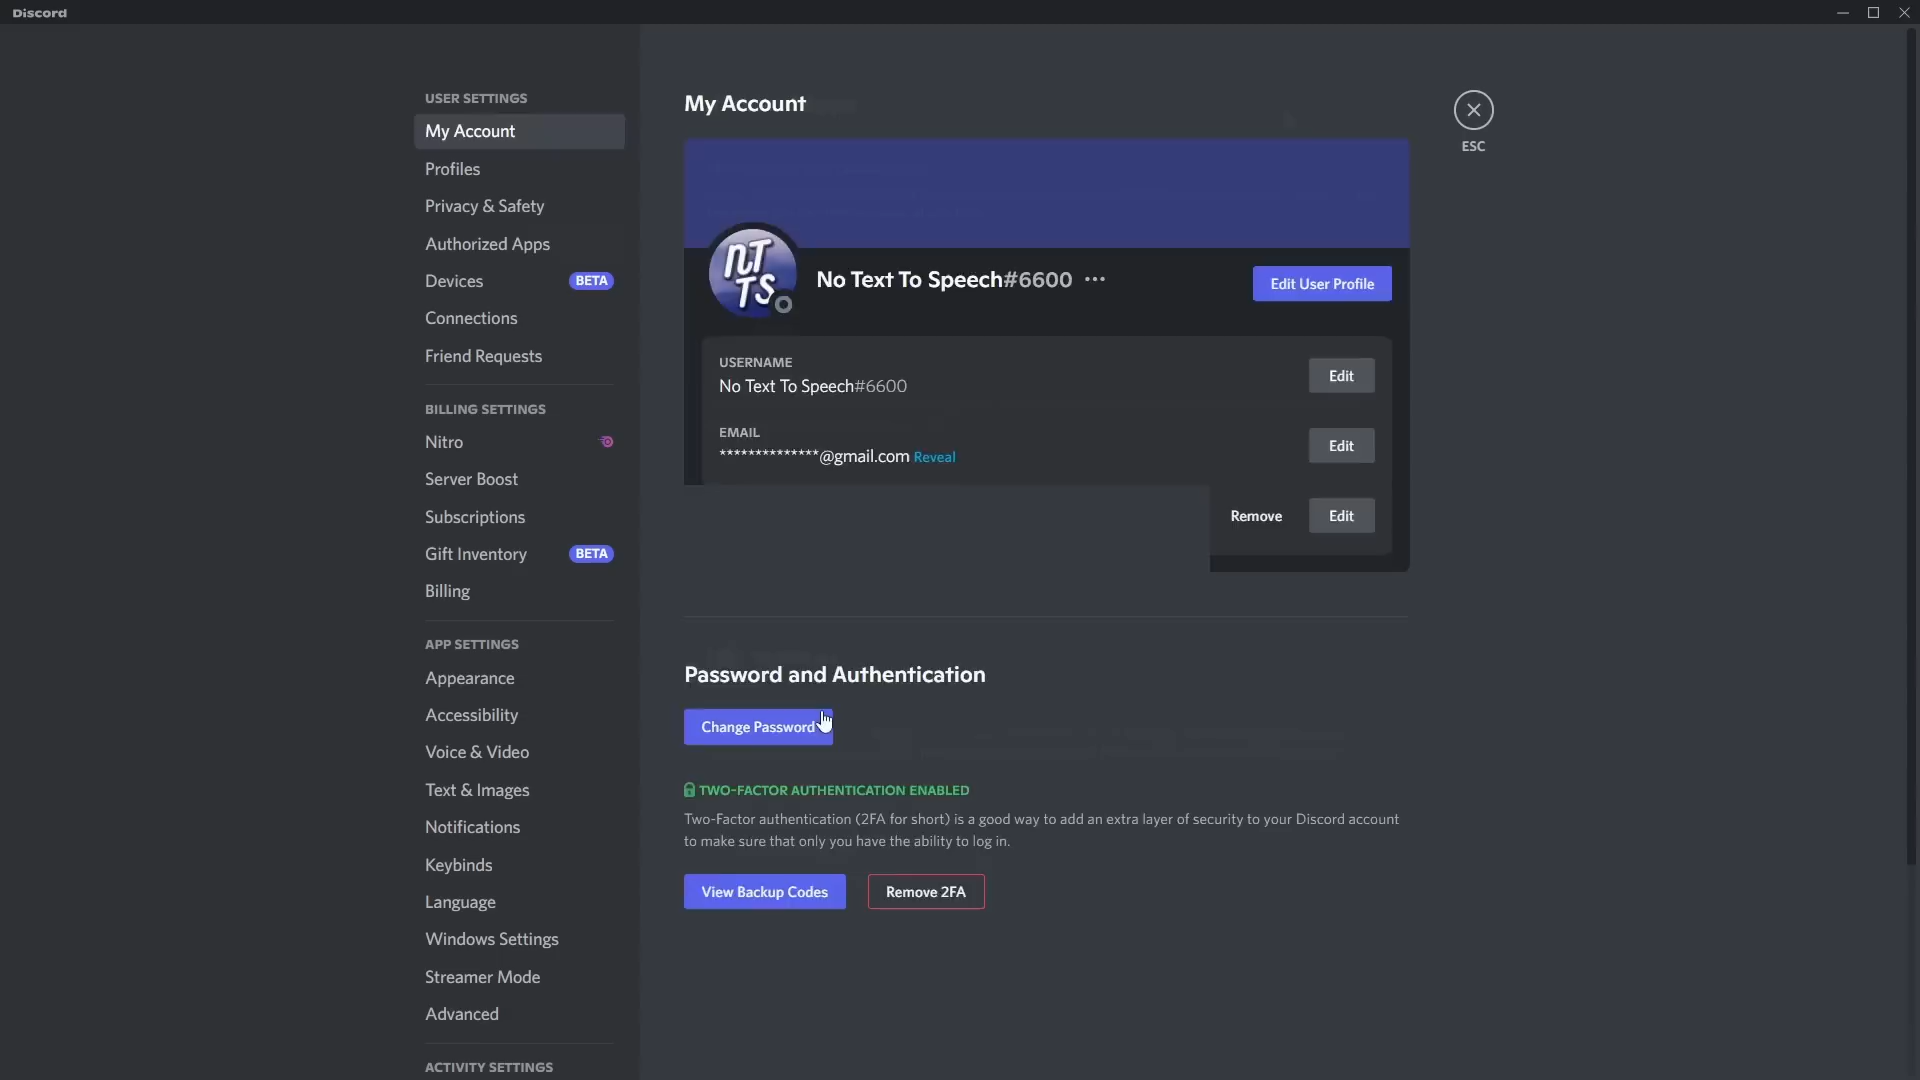 Discord
USER SETTINGS
My Account
Profiles
Privacy & Safety
Authorized Apps
Devices BETA
Connections
Friend Requests
BILLING SETTINGS
Nitro
Server Boost
Subscriptions
Gift Inventory BETA
Billing
APP SETTINGS
Appearance
Accessibility
Voice & Video
Text & Images
Notifications
Keybinds
Language
Windows Settings
Streamer Mode
Advanced
ACTIVITY SETTINGS
My Account
ESC
nT
TS
No Text To Speech#6600
Edit User Profile
USERNAME
No Text To Speech#6600
Edit
EMAIL
**************@gmail.com Reveal
Edit
Remove Edit
Password and Authentication
Change Password
TWO-FACTOR AUTHENTICATION ENABLED
Two-Factor authentication (2FA for short) is a good way to add an extra layer of security to your Discord account
to make sure that only you have the ability to log in.
View Backup Codes Remove 2FA